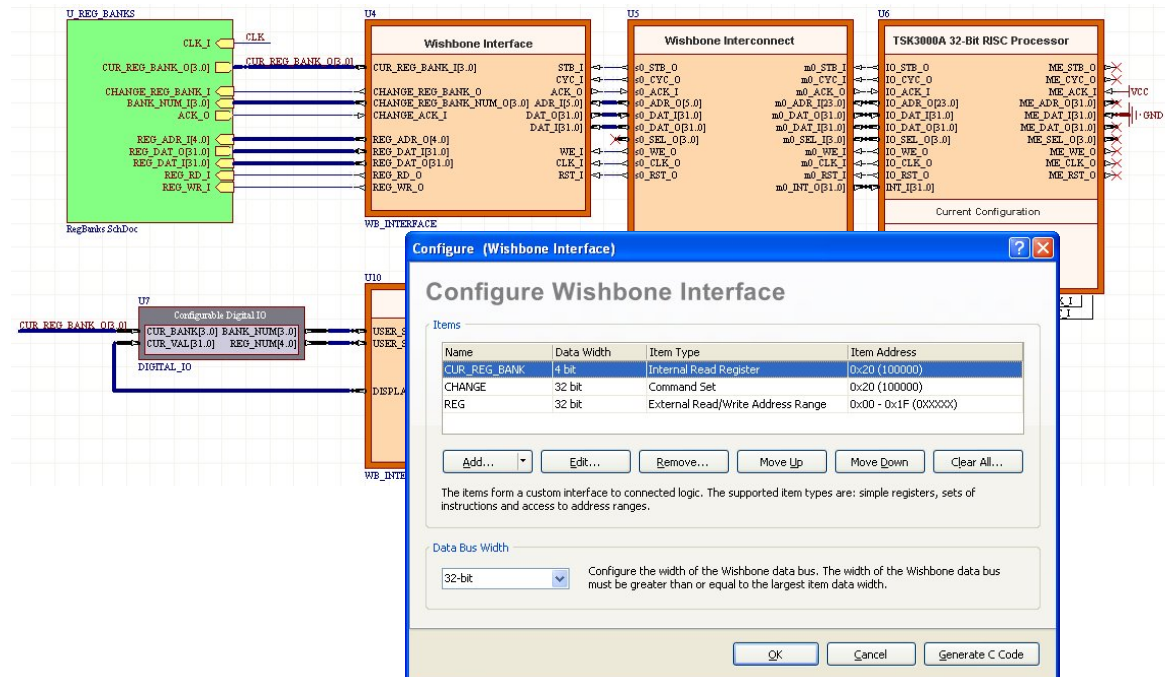 U_REG_BANKS
CLK_I
CUR_REG_BANK_O[3..0]
CHANGE_REG_BANK_I
BANK_NUM_I[3..0]
ACK_O
REG_ADR_I[4..0]
REG_DAT_O[31..0]
REG_DAT_I[31..0]
REG_RD_I
REG_WR_I
RegBanks SchDoc
CLK
CUR_REG_BANK_O[3..0]
U4
Wishbone Interface
CUR_REG_BANK_I[3..0] STB_I
CYC_I
CHANGE_REG_BANK_O ACK_O
CHANGE_REG_BANK_NUM_O[3..0] ADR_I[5..0]
CHANGE_ACK_I DAT_O[31..0]
DAT_I[31..0]
REG_ADR_O[4..0]
REG_DAT_I[31..0] WE_I
REG_DAT_O[31..0] CLK_I
REG_RD_O RST_I
REG_WR_O
WB_INTERFACE
U5
Wishbone Interconnect
s0_STB_O m0_STB_I
s0_CYC_O m0_CYC_I
s0_ACK_I m0_ACK_O
s0_ADR_O[5..0] m0_ADR_I[23..0]
s0_DAT_I[31..0] m0_DAT_O[31..0]
s0_DAT_O[31..0] m0_DAT_I[31..0]
s0_SEL_O[3..0] m0_SEL_I[3..0]
s0_WE_O m0_WE_I
s0_CLK_O m0_CLK_I
s0_RST_O m0_RST_I
m0_INT_O[31..0]
U6
TSK3000A 32-Bit RISC Processor
IO_STB_O ME_STB_O
IO_CYC_O ME_CYC_O
IO_ACK_I ME_ACK_I
IO_ADR_O[23..0] ME_ADR_O[31..0]
IO_DAT_I[31..0] ME_DAT_I[31..0]
IO_DAT_O[31..0] ME_DAT_O[31..0]
IO_SEL_O[3..0] ME_SEL_O[3..0]
IO_WE_O ME_WE_O
IO_CLK_O ME_CLK_O
IO_RST_O ME_RST_O
INT_I[31..0]
Current Configuration
VCC
GND
U7
Configurable Digital IO
CUR_BANK[3..0] BANK_NUM[3..0]
CUR_VAL[31..0] REG_NUM[4..0]
DIGITAL_IO
CUR_REG_BANK_O[3..0]
U10
USER_S
USER_S
DISPLA
WB_INTE
Configure (Wishbone Interface)
Configure Wishbone Interface
Items
Name Data Width Item Type Item Address
CUR_REG_BANK 4 bit Internal Read Register 0x20 (100000)
CHANGE 32 bit Command Set 0x20 (100000)
REG 32 bit External Read/Write Address Range 0x00 - 0x1F (0XXXXX)
Add... Edit... Remove... Move Up Move Down Clear All...
The items form a custom interface to connected logic. The supported item types are: simple registers, sets of
instructions and access to address ranges.
Data Bus Width
32-bit
Configure the width of the Wishbone data bus. The width of the Wishbone data bus
must be greater than or equal to the largest item data width.
OK Cancel Generate C Code